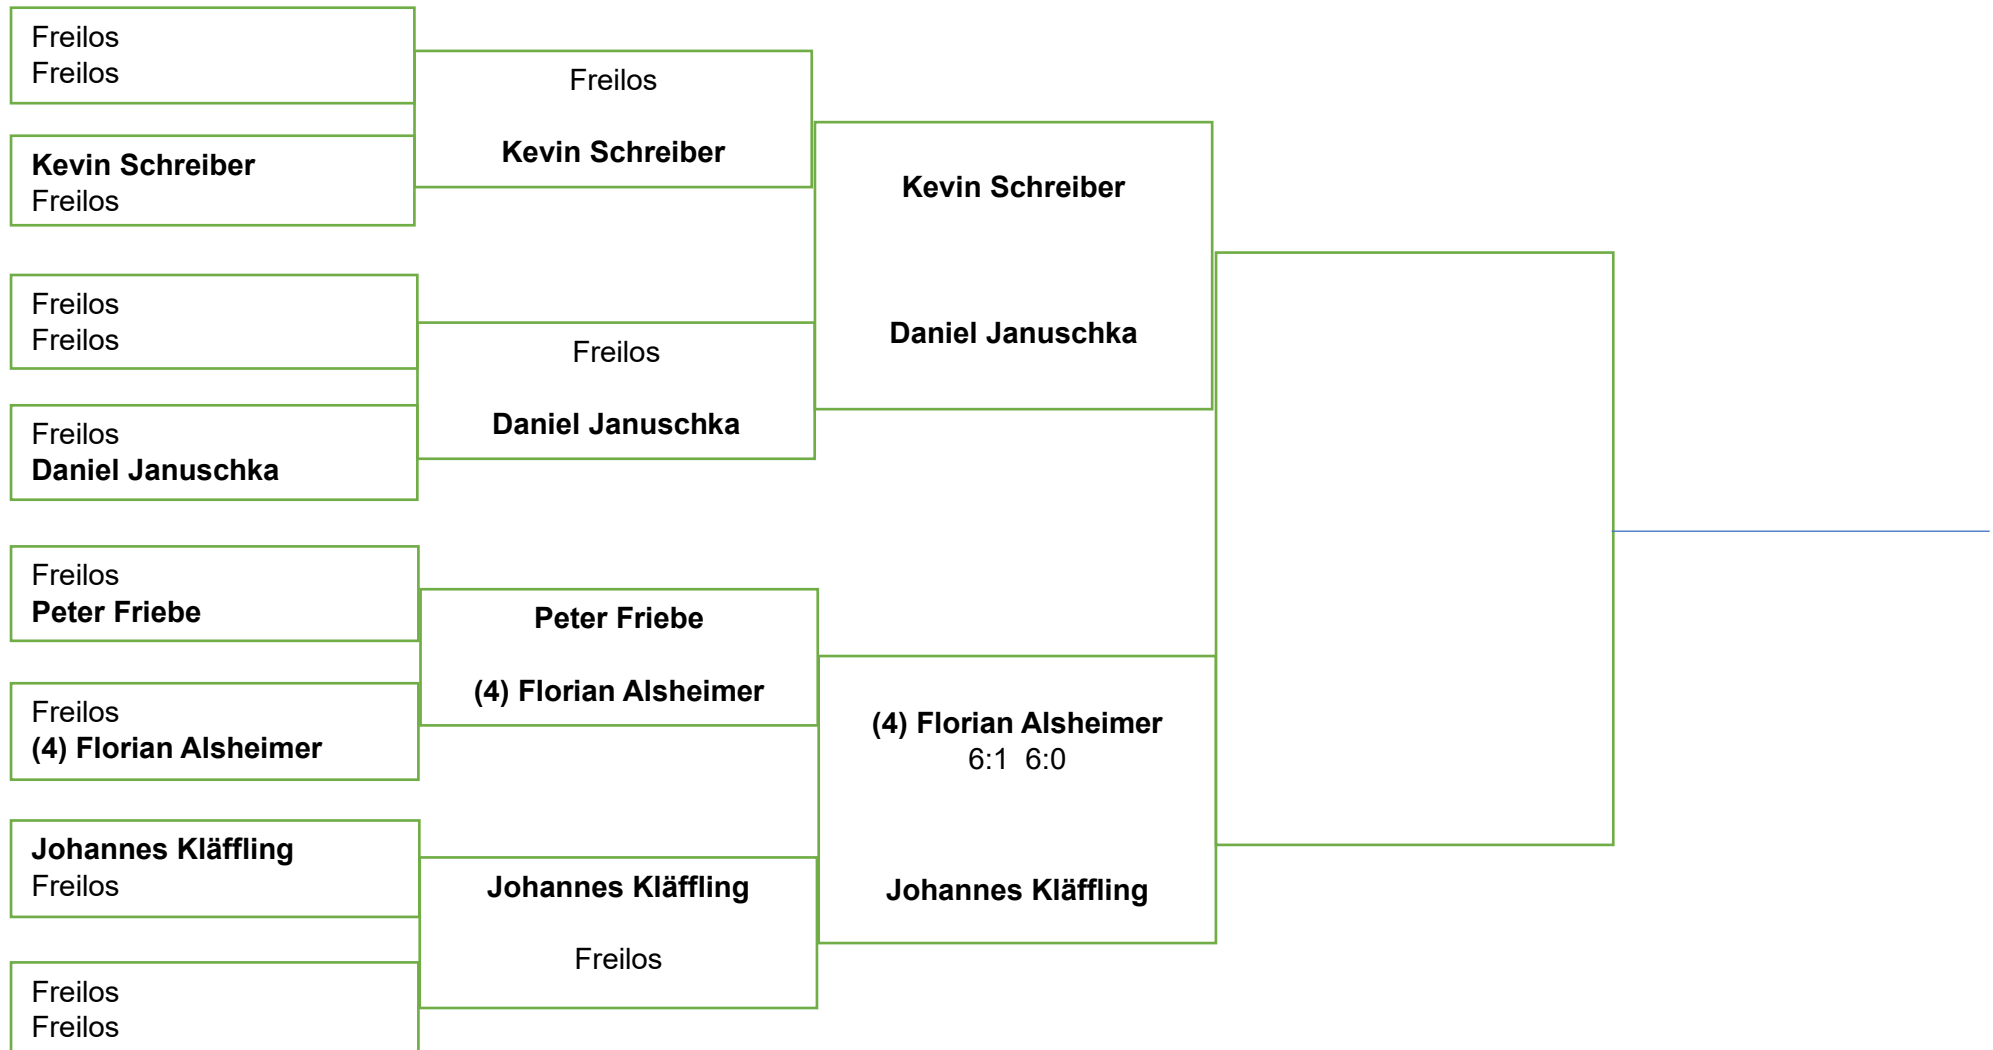 Freilos
Freilos
Kevin Schreiber
Freilos
Freilos
Freilos
Freilos
Daniel Januschka
Freilos
Peter Friebe
Freilos
(4) Florian Alsheimer
Johannes Kläffling
Freilos
Freilos
Freilos
Freilos
Kevin Schreiber
Freilos
Daniel Januschka
Peter Friebe
(4) Florian Alsheimer
Johannes Kläffling
Freilos
Kevin Schreiber
Daniel Januschka
(4) Florian Alsheimer
6:1 6:0
Johannes Kläffling